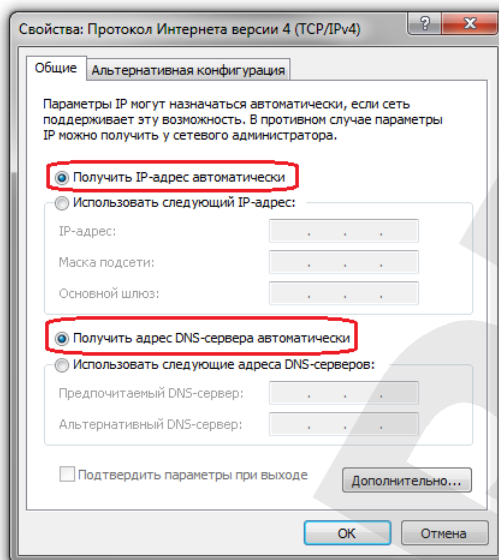 Свойства: Протокол Интернета версии 4 (TCP/IPv4)
Общие
Альтернативная конфигурация
Параметры IP могут назначаться автоматически, если сеть
поддерживает эту возможность. В противном случае параметры
IP можно получить у сетевого администратора.
Получить IP-адрес автоматически
Использовать следующий IP-адрес:
IP-адрес:
Маска подсети:
Основной шлюз:
Получить адрес DNS-сервера автоматически
Использовать следующие адреса DNS-серверов:
Предпочитаемый DNS-сервер:
Альтернативный DNS-сервер:
Подтвердить параметры при выходе
Дополнительно...
ОК
Отмена